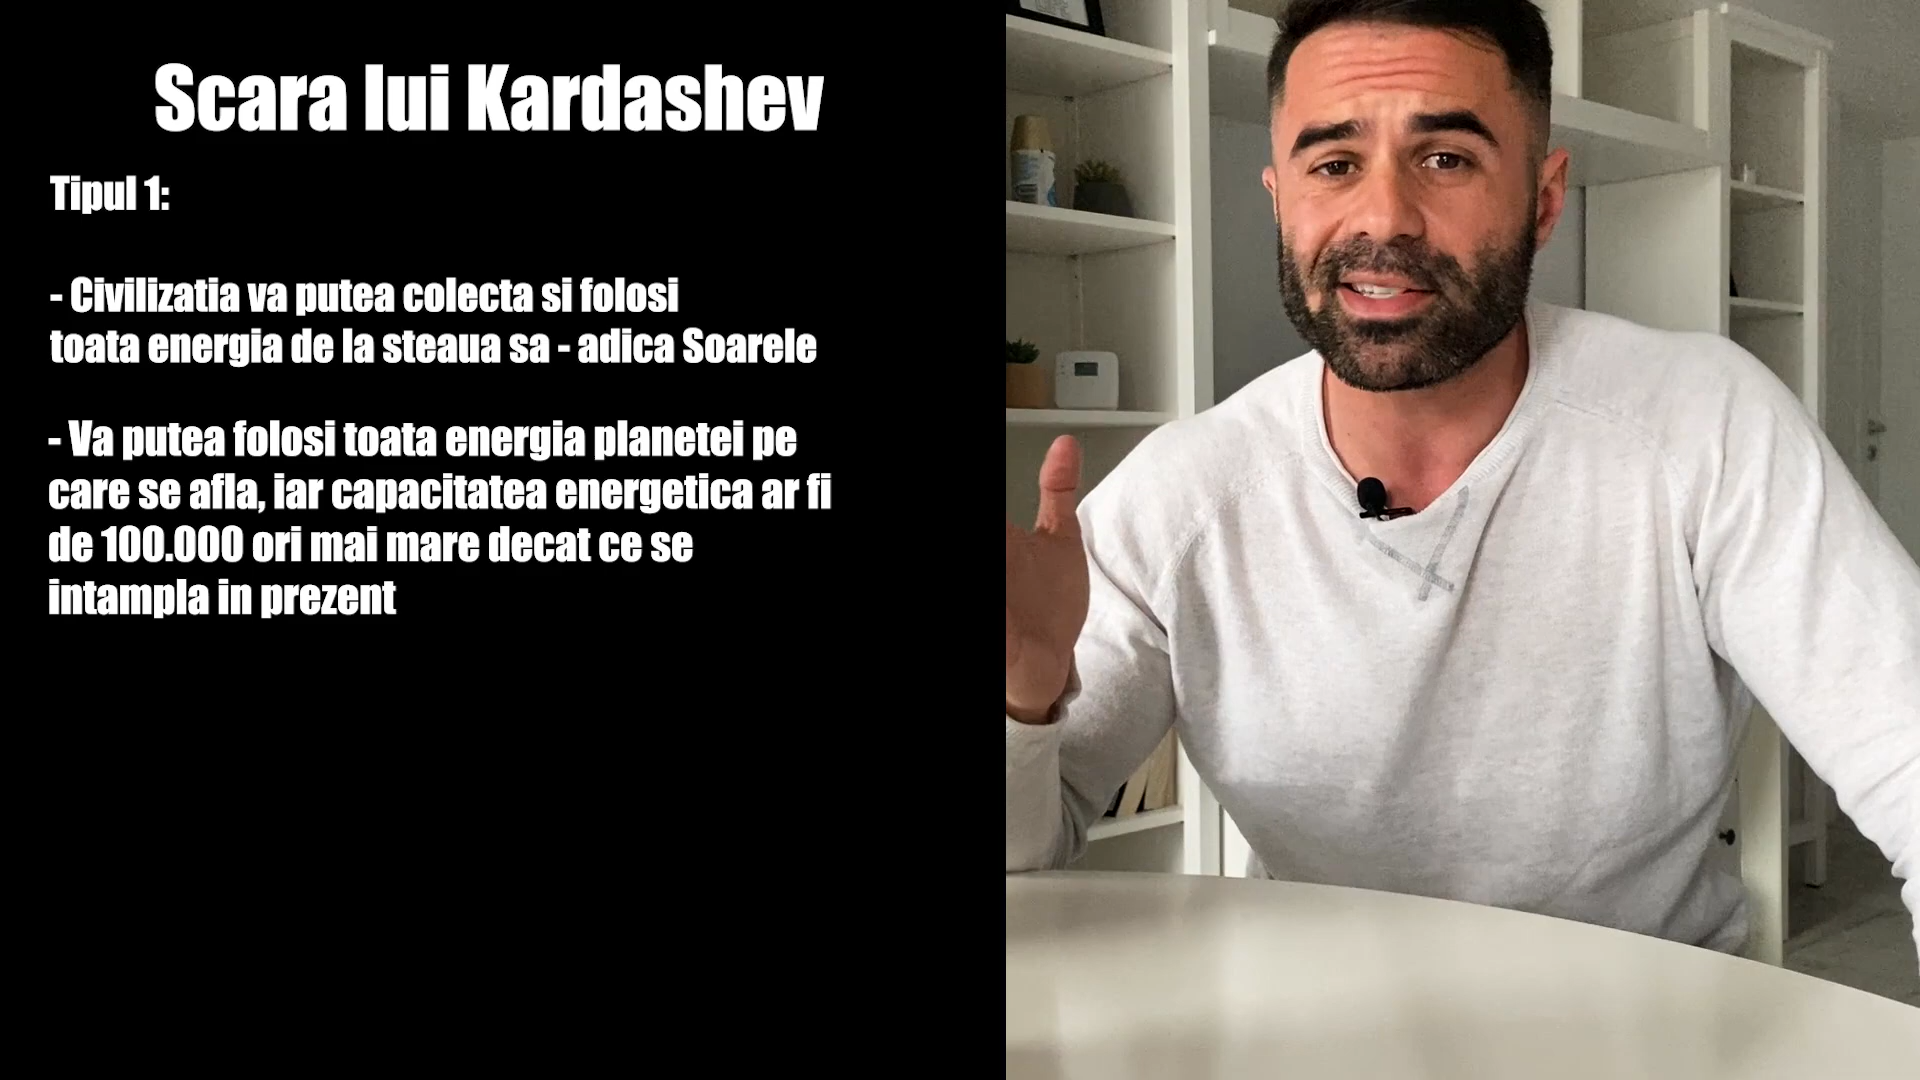 Scara lui Kardashev
Tipul 1:
- Civilizatia va putea colecta si folosi
toata energia de la steaua sa - adica Soarele
- Va putea folosi toata energia planetei pe
care se afla, iar capacitatea energetica ar fi
de 100.000 ori mai mare decat ce se
intampla in prezent